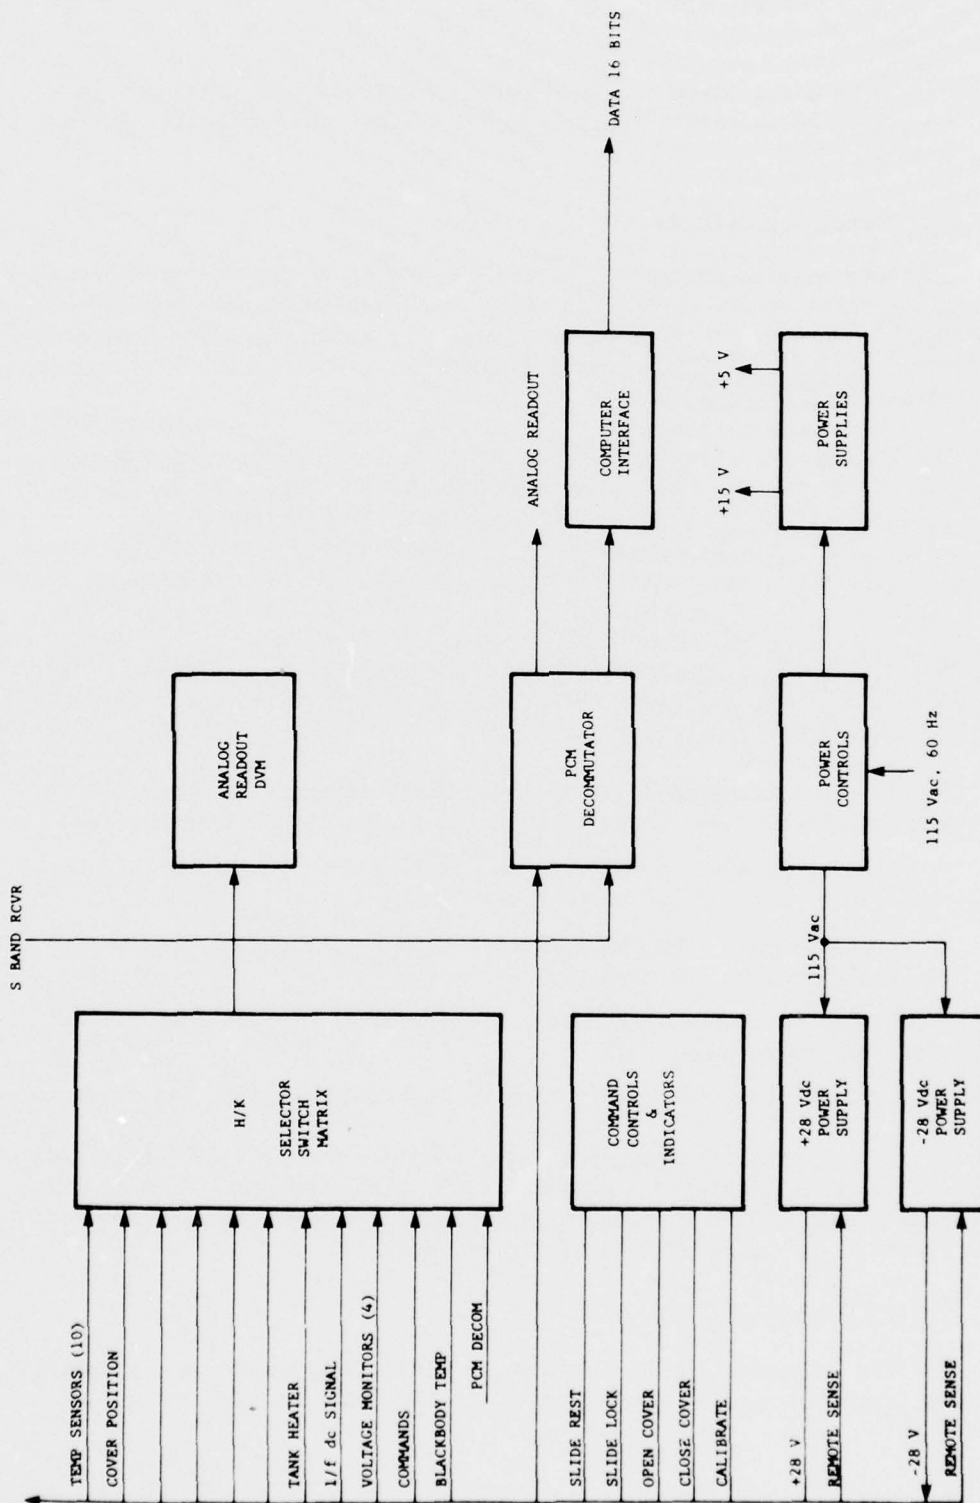 TEMP SENSORS (10)
COVER POSITION
TANK HEATER
1/f dc SIGNAL
VOLTAGE MONITORS (4)
COMMANDS
BLACKBODY TEMP
PCM DECOM
H/K
SELECTOR
SWITCH
MATRIX
S BAND RCVR
ANALOG
READOUT
DVM
PCM
DECOMMUTATOR
ANALOG READOUT
COMPUTER
INTERFACE
DATA 16 BITS
SLIDE REST
SLIDE LOCK
OPEN COVER
CLOSE COVER
CALIBRATE
COMMAND
CONTROLS
&
INDICATORS
+28 V
REMOTE SENSE
+28 Vdc
POWER
SUPPLY
115 Vac
POWER
CONTROLS
115 Vac, 60 Hz
+15 V
+5 V
POWER
SUPPLIES
-28 V
REMOTE SENSE
-28 Vdc
POWER
SUPPLY